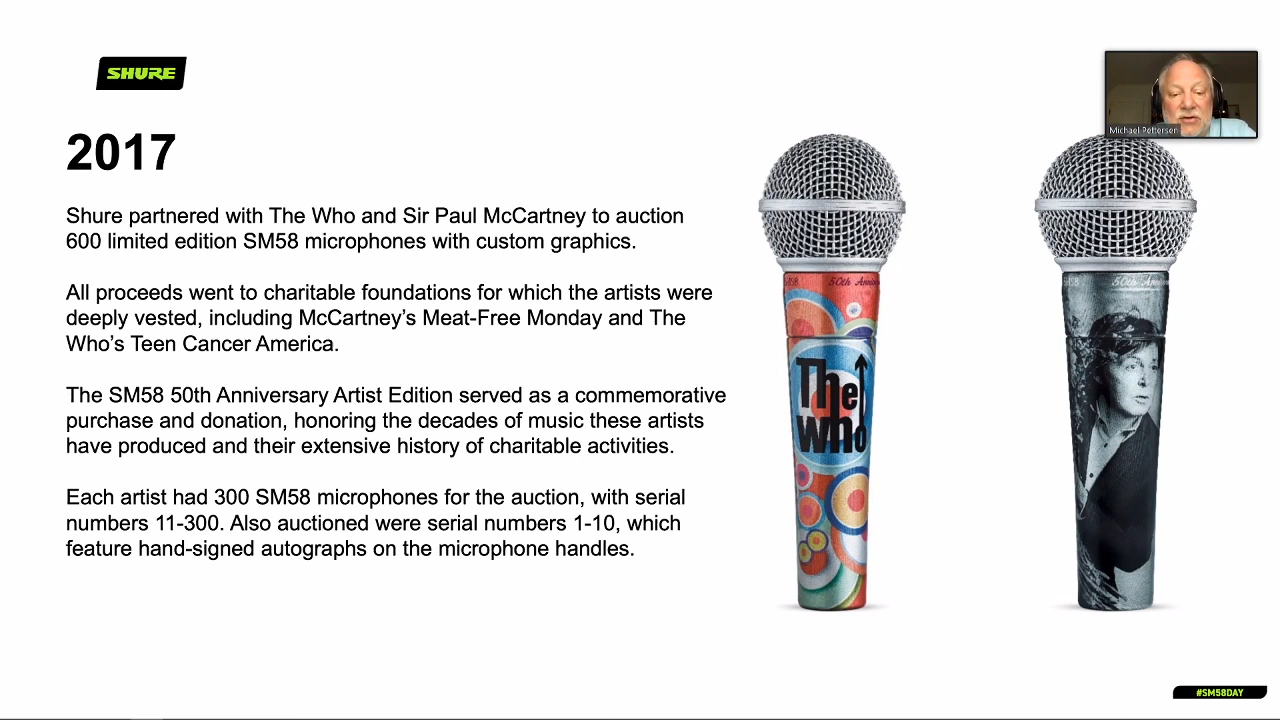 SHURE
2017
Shure partnered with The Who and Sir Paul McCartney to auction
600 limited edition SM58 microphones with custom graphics.
All proceeds went to charitable foundations for which the artists were
deeply vested, including McCartney’s Meat-Free Monday and The
Who’s Teen Cancer America.
The SM58 50th Anniversary Artist Edition served as a commemorative
purchase and donation, honoring the decades of music these artists
have produced and their extensive history of charitable activities.
Each artist had 300 SM58 microphones for the auction, with serial
numbers 11-300. Also auctioned were serial numbers 1-10, which
feature hand-signed autographs on the microphone handles.
Michael Pettersen
50th
The
Who
50th
#SM58DAY